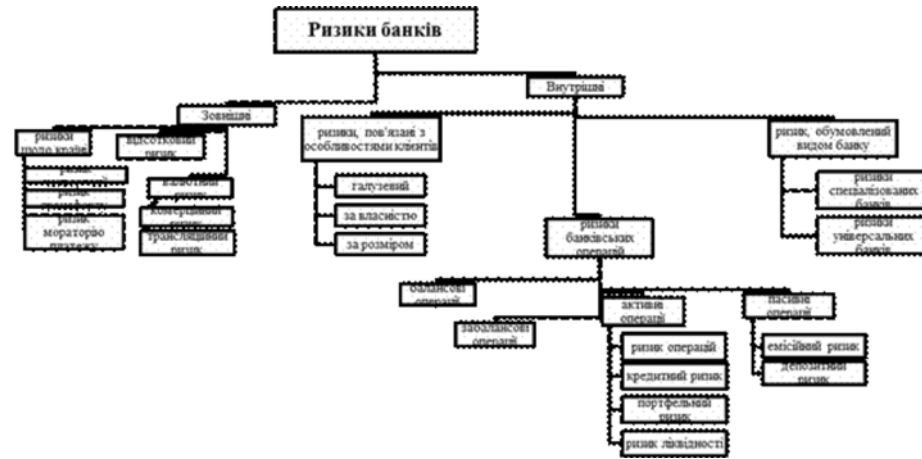 Ризики банків
Внутрішні
Зовнішні
ризики
щодо країн
відсотковий
ризик
ризики, пов'язані з
особливостями клієнтів
ризик, обумовлений
видом банку
ризик
валютний ризик
галузевий
ризики
спеціалізованих
банків
ризик
комерційний ризик
за власністю
ризик
мораторію
платежу
трансляційний ризик
за розміром
ризики
банківських
операцій
ризики
універсальних
банків
балансові
операції
активні
операції
пасивні
операції
забалансові
операції
ризик операцій
емісійний ризик
кредитний ризик
депозитний
ризик
портфельний
ризик
ризик ліквідності